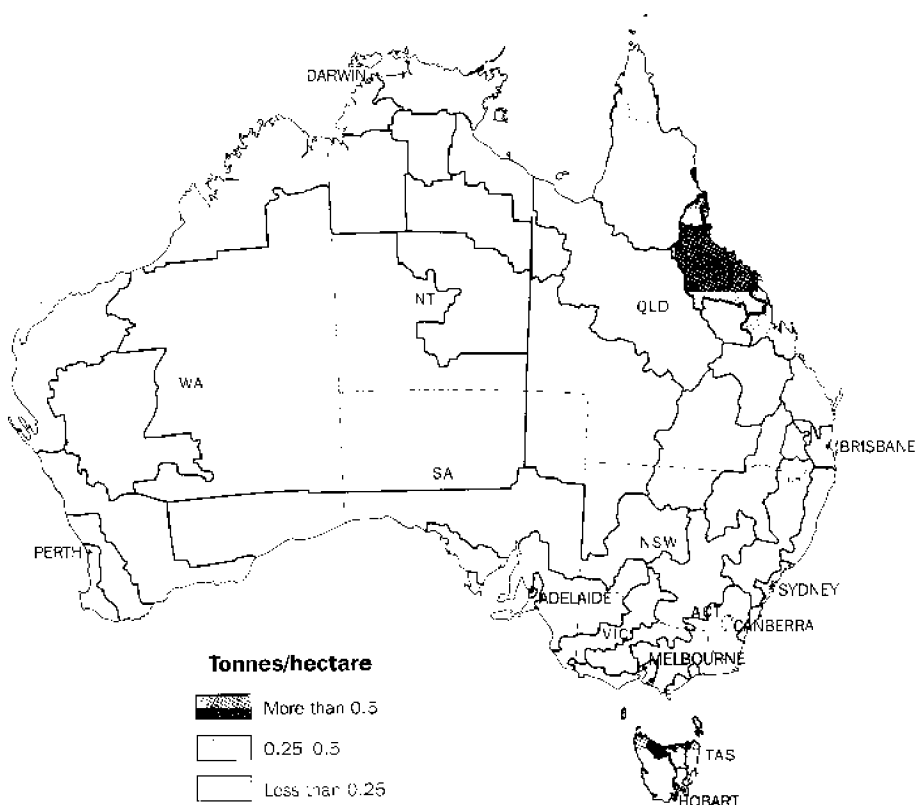 DARWIN
NT
QLD
WA
BRISBANE
SA
NSW
PERTH
SYDNEY
ADELAIDE
ACT
CANBERRA
VIC
MELBOURNE
Tonnes/hectare
More than 0.5
0.25 0.5
TAS
Less than 0.25
HOBART